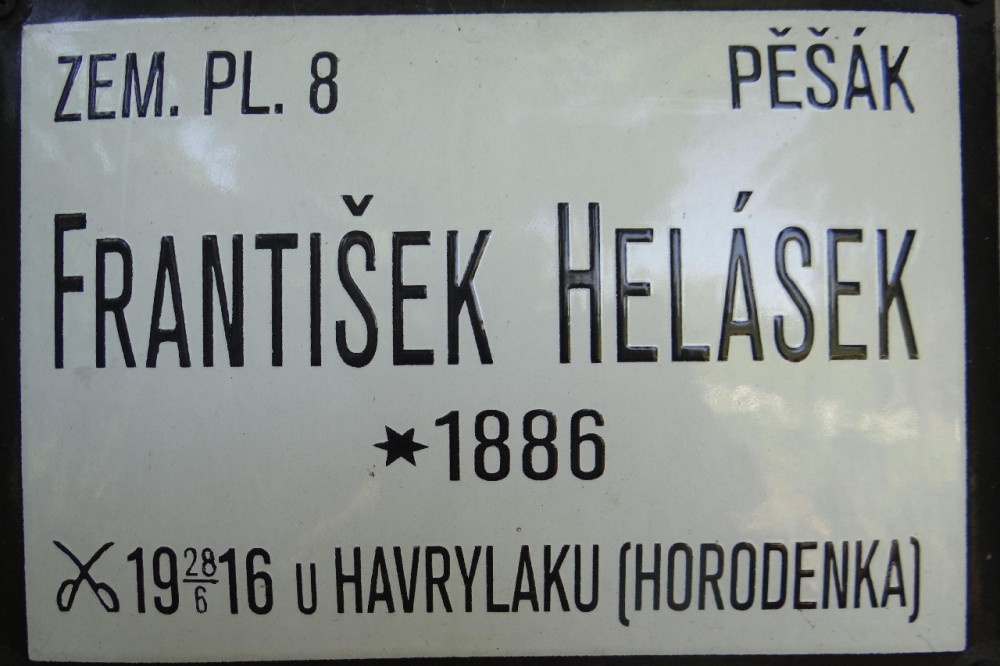 ZEM. PL. 8 PĚŠÁK
FRANTIŠEK HELÁSEK
*1886
19 28/6 16 U HAVRYLAKU (HORODENKA)